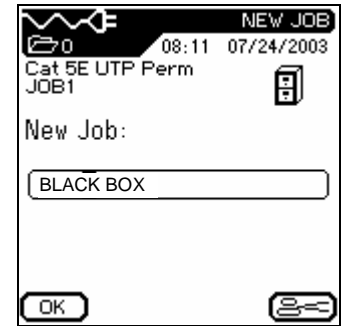 NEW JOB
0 08:11 07/24/2003
Cat 5E UTP Perm
JOB1
New Job:
BLACK BOX
OK